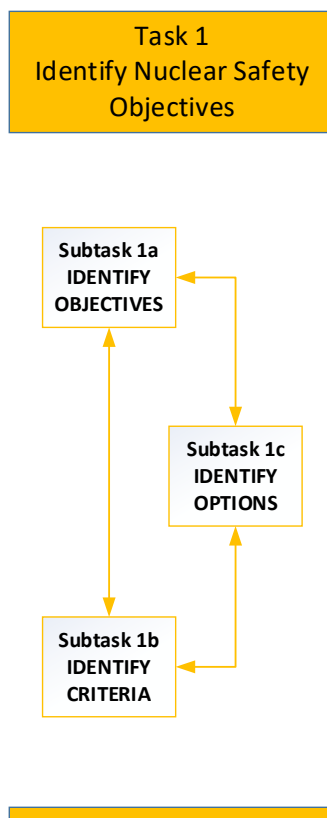 Task 1
Identify Nuclear Safety
Objectives
Subtask 1a
IDENTIFY
OBJECTIVES
Subtask 1c
IDENTIFY
OPTIONS
Subtask 1b
IDENTIFY
CRITERIA